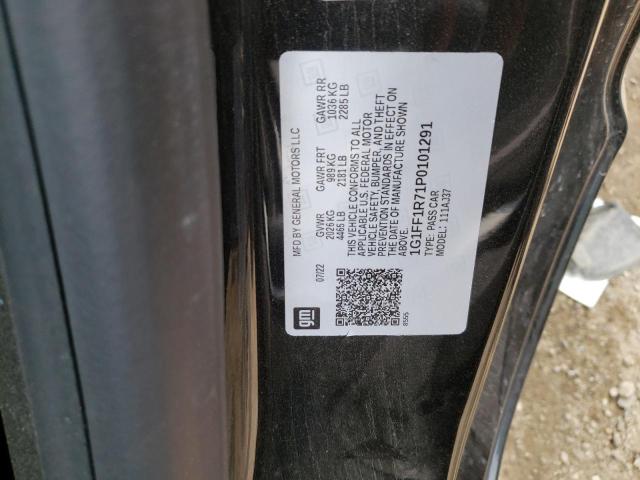 MFD BY GENERAL MOTORS LLC
07/22 GVWR GAWR FRT GAWR RR
2026 KG 989 KG 1036 KG
4465 LB 2181 LB 2285 LB
THIS VEHICLE CONFORMS TO ALL
APPLICABLE U.S. FEDERAL MOTOR
VEHICLE SAFETY, BUMPER, AND THEFT
PREVENTION STANDARDS IN EFFECT ON
THE DATE OF MANUFACTURE SHOWN
ABOVE.
1G1FF1R71P0101291
TYPE: PASS CAR
MODEL: 111AJ37
gm